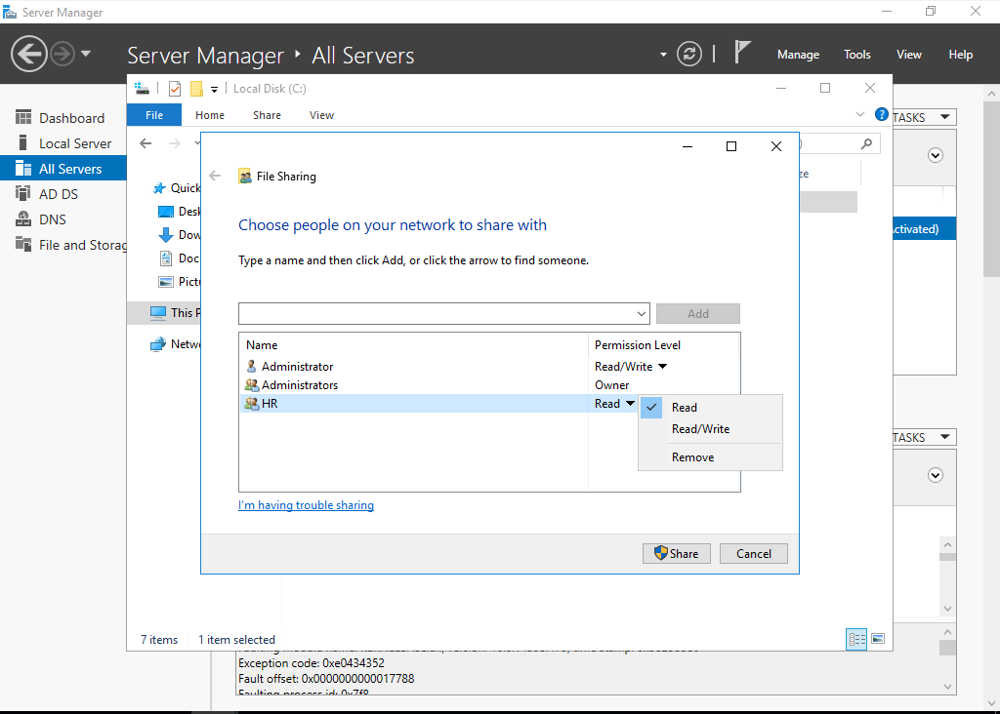 Server Manager
Server Manager ‣ All Servers
Manage Tools View Help
Local Disk (C:)
File Home Share View
TASKS
Dashboard
Local Server
All Servers
AD DS
DNS
File and Storag
Quick
Desk
Dow
Doc
Pictu
This P
Netwo
ze
ctivated)
File Sharing
Choose people on your network to share with
Type a name and then click Add, or click the arrow to find someone.
Add
Name Permission Level
Administrator Read/Write
Administrators Owner
HR Read
Read
Read/Write
Remove
TASKS
I'm having trouble sharing
Share Cancel
7 items 1 item selected
Exception code: 0xe0434352
Fault offset: 0x0000000000017788
Faulting process id: 0x7f8